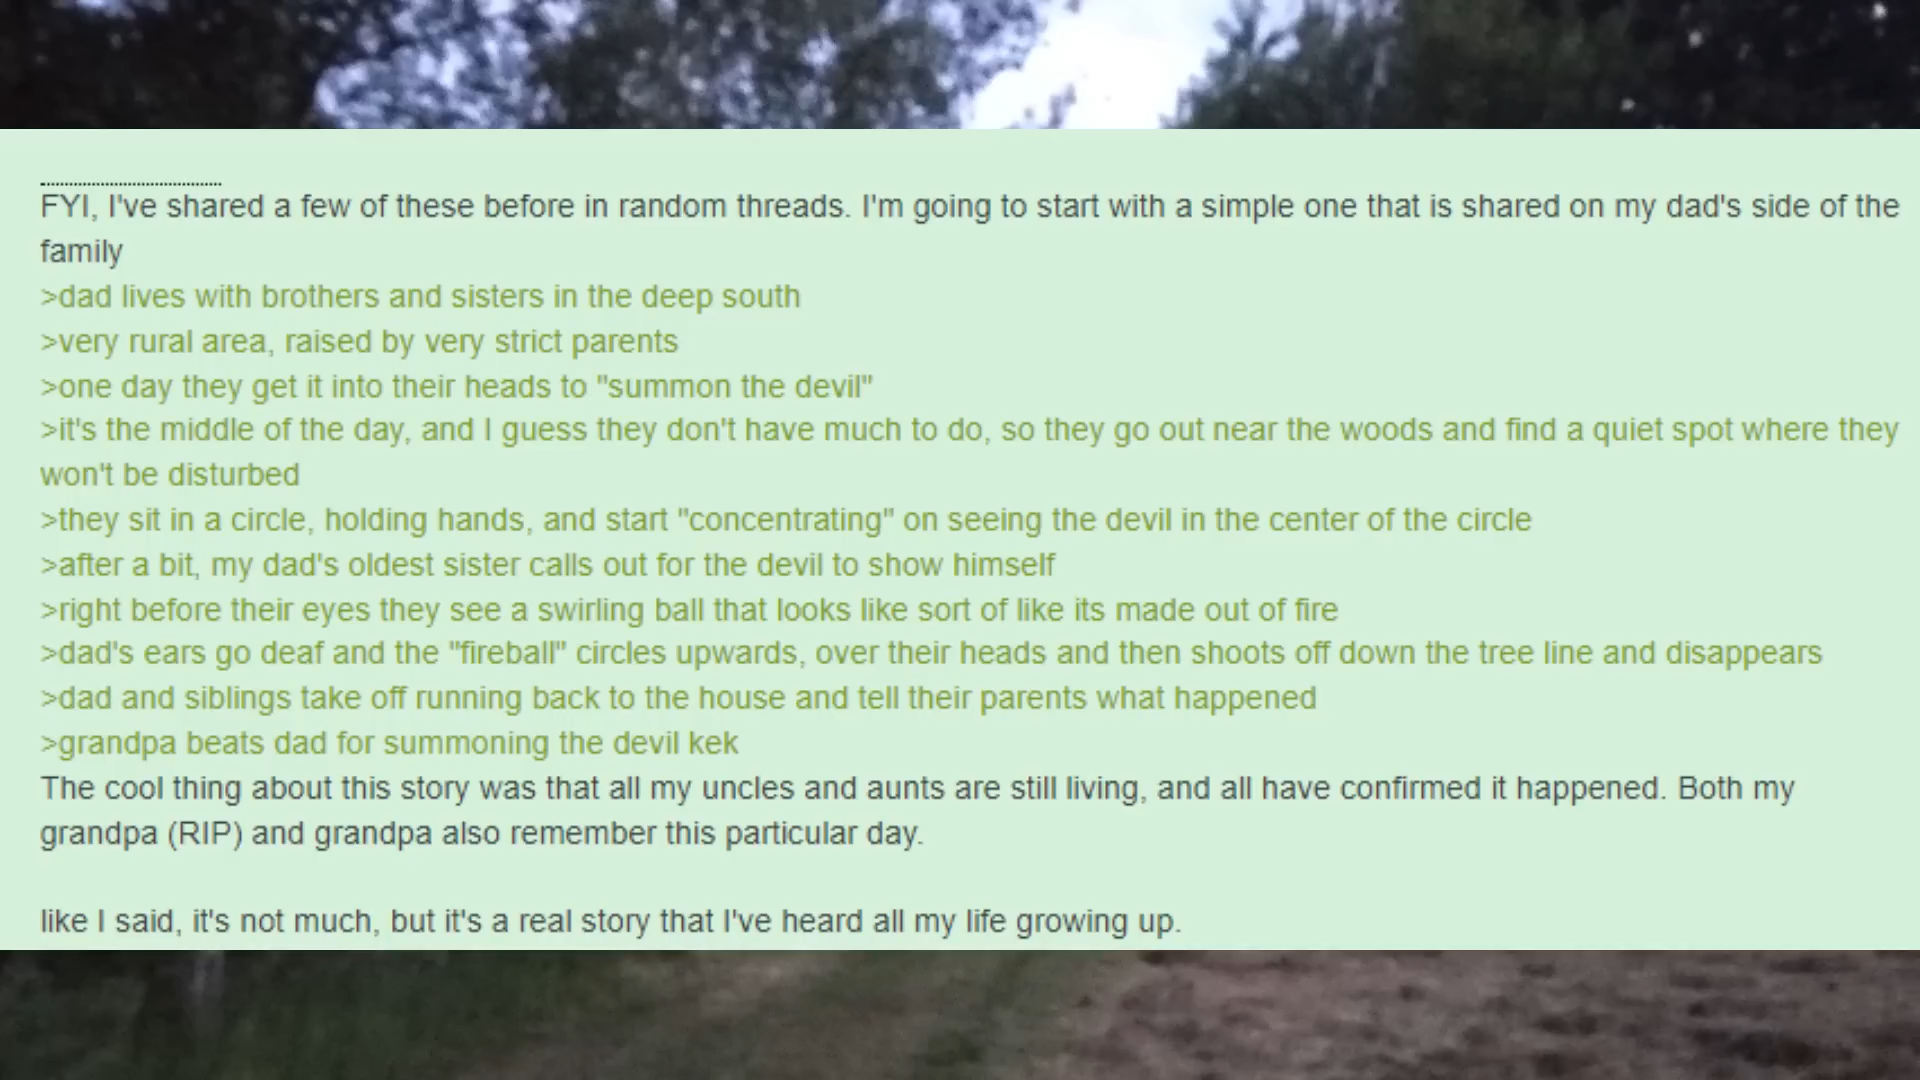 FYI, I've shared a few of these before in random threads. I'm going to start with a simple one that is shared on my dad's side of the
family
>dad lives with brothers and sisters in the deep south
>very rural area, raised by very strict parents
>one day they get it into their heads to "summon the devil"
>it's the middle of the day, and I guess they don't have much to do, so they go out near the woods and find a quiet spot where they
won't be disturbed
>they sit in a circle, holding hands, and start "concentrating" on seeing the devil in the center of the circle
>after a bit, my dad's oldest sister calls out for the devil to show himself
>right before their eyes they see a swirling ball that looks like sort of like its made out of fire
>dad's ears go deaf and the "fireball" circles upwards, over their heads and then shoots off down the tree line and disappears
>dad and siblings take off running back to the house and tell their parents what happened
>grandpa beats dad for summoning the devil kek
The cool thing about this story was that all my uncles and aunts are still living, and all have confirmed it happened. Both my
grandpa (RIP) and grandpa also remember this particular day.
like I said, it's not much, but it's a real story that I've heard all my life growing up.